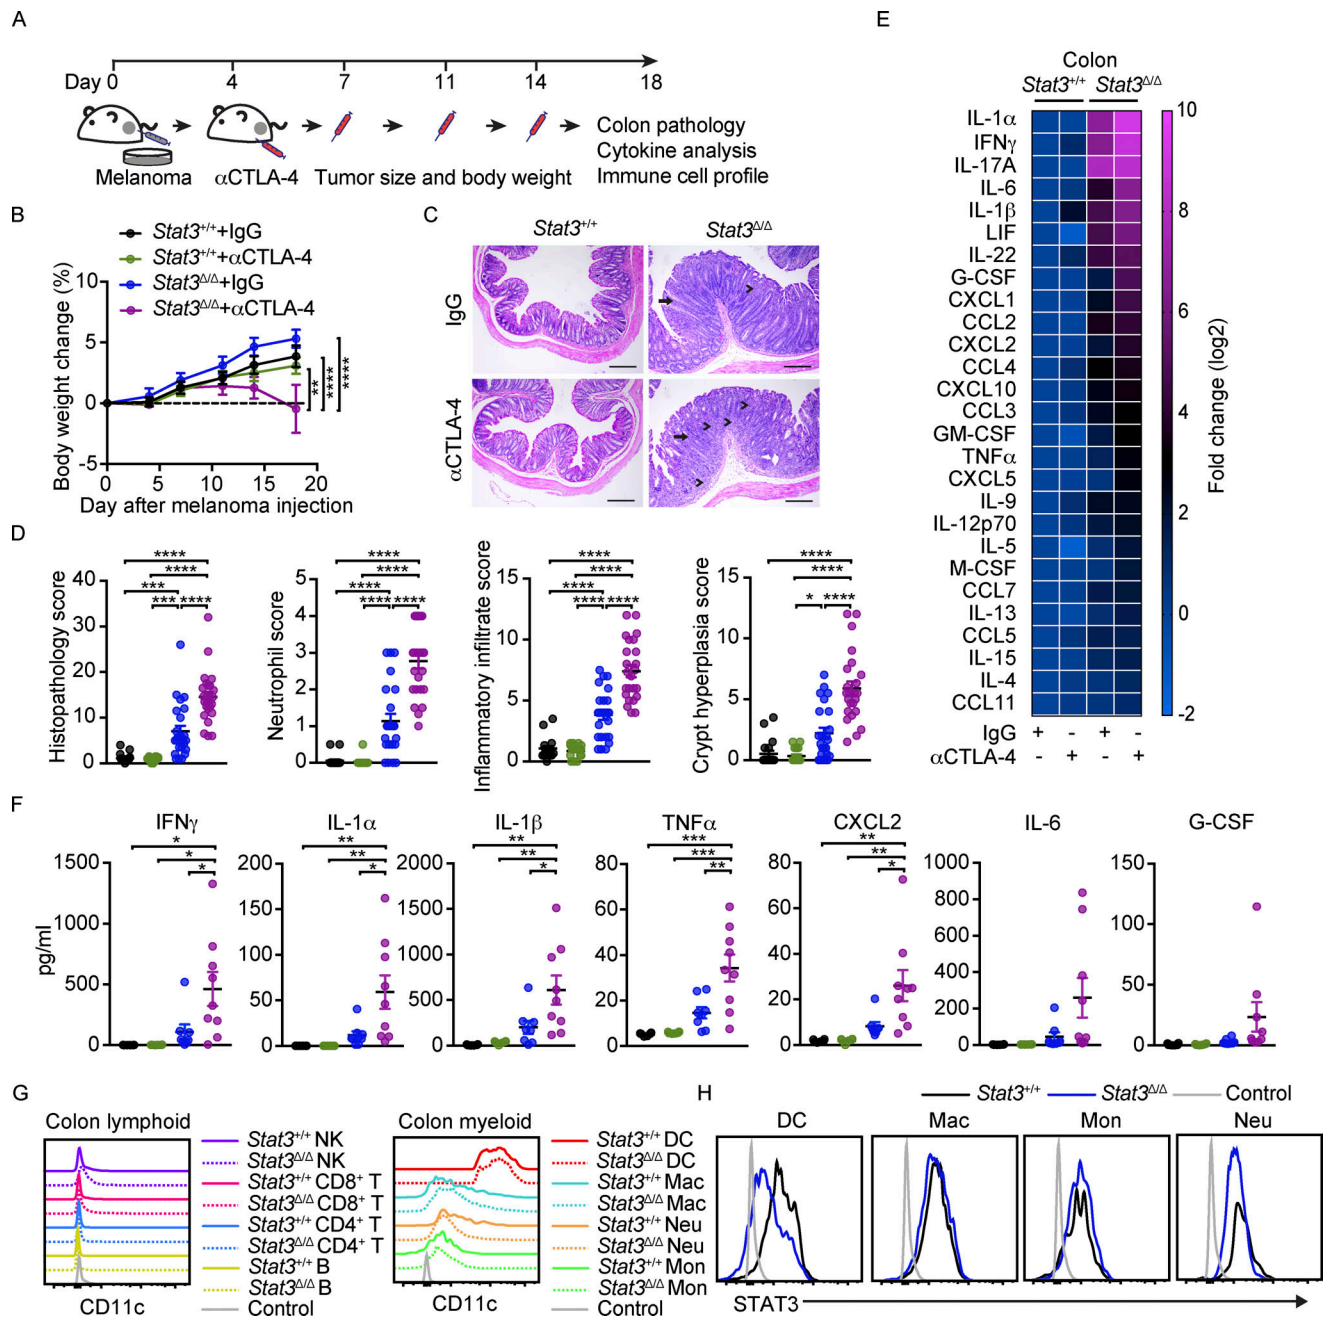 A
Day 0 4 7 11 14 18
Melanoma αCTLA-4 Tumor size and body weight
Colon pathology
Cytokine analysis
Immune cell profile
B
Stat3+/++IgG
Stat3+/++αCTLA-4
Stat3Δ/Δ+IgG
Stat3Δ/Δ+αCTLA-4
Body weight change (%)
10
5
0
-5
0 5 10 15 20
Day after melanoma injection
**
****
****
C
Stat3+/+ Stat3Δ/Δ
IgG
αCTLA-4
D
Histopathology score
40
30
20
10
0
****
****
***
*** ****
Neutrophil score
5
4
3
2
1
0
****
****
****
**** ****
Inflammatory infiltrate score
15
10
5
0
****
****
****
**** ****
Crypt hyperplasia score
15
10
5
0
****
****
* ****
E
Colon
Stat3+/+ Stat3Δ/Δ
IL-1α
IFNγ
IL-17A
IL-6
IL-1β
LIF
IL-22
G-CSF
CXCL1
CCL2
CXCL2
CCL4
CXCL10
CCL3
GM-CSF
TNFα
CXCL5
IL-9
IL-12p70
IL-5
M-CSF
CCL7
IL-13
CCL5
IL-15
IL-4
CCL11
IgG + - + -
αCTLA-4 - + - +
10
8
6
4
2
0
-2
Fold change (log2)
F
pg/ml
IFNγ
*
*
*
1500
1000
500
0
IL-1α
**
**
*
200
150
100
50
0
IL-1β
**
**
*
2000
1500
1000
500
0
TNFα
***
***
**
80
60
40
20
0
CXCL2
**
**
*
80
60
40
20
0
IL-6
1000
800
600
400
200
0
G-CSF
150
100
50
0
G
Colon lymphoid
CD11c
Stat3+/+ NK
Stat3Δ/Δ NK
Stat3+/+ CD8+ T
Stat3Δ/Δ CD8+ T
Stat3+/+ CD4+ T
Stat3Δ/Δ CD4+ T
Stat3+/+ B
Stat3Δ/Δ B
Control
Colon myeloid
CD11c
Stat3+/+ DC
Stat3Δ/Δ DC
Stat3+/+ Mac
Stat3Δ/Δ Mac
Stat3+/+ Neu
Stat3Δ/Δ Neu
Stat3+/+ Mon
Stat3Δ/Δ Mon
Control
H
Stat3+/+ Stat3Δ/Δ Control
DC Mac Mon Neu
STAT3